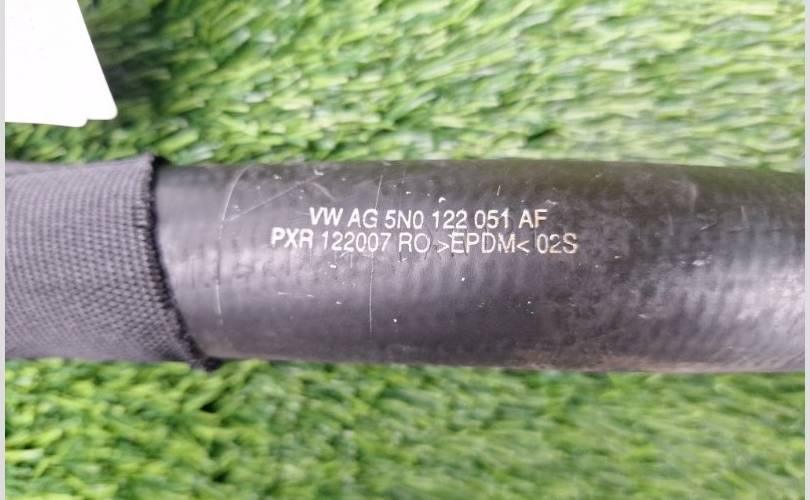 VW AG 5N0 122 051 AF
PXR 122007 RO >EPDM< 02S